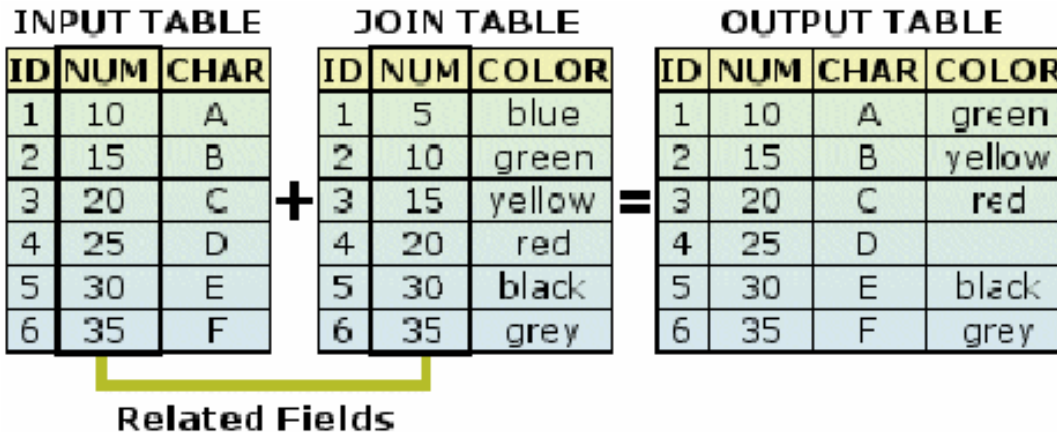 INPUT TABLE JOIN TABLE OUTPUT TABLE
ID NUM CHAR ID NUM COLOR ID NUM CHAR COLOR
1 10 A 1 5 blue 1 10 A green
2 15 B 2 10 green 2 15 B yellow
3 20 C + 3 15 yellow = 3 20 C red
4 25 D 4 20 red 4 25 D
5 30 E 5 30 black 5 30 E black
6 35 F 6 35 grey 6 35 F grey
Related Fields